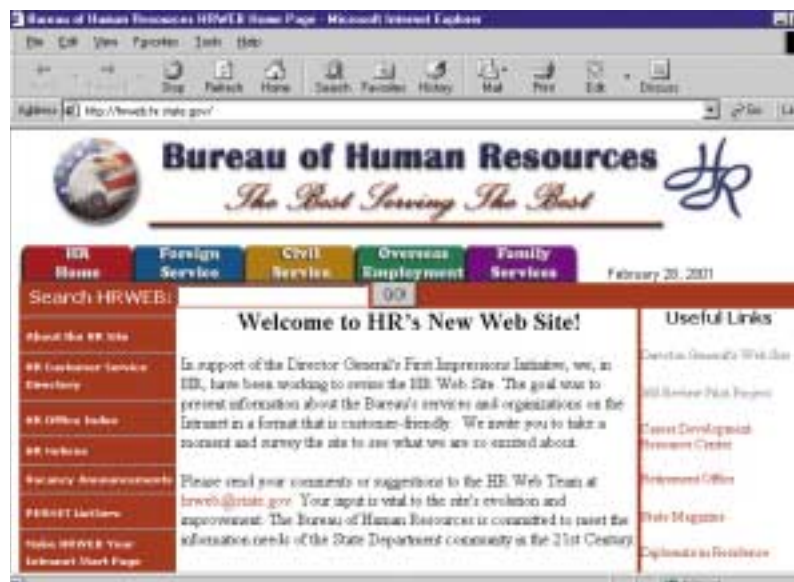 Bureau of Human Resources HRWEB Home Page - Microsoft Internet Explorer
File Edit View Favorites Tools Help
Stop Refresh Home Search Favorites History Mail Print Edit Discuss
Address http://hrweb.hr.state.gov/ Go
Bureau of Human Resources
The Best Serving The Best
HR
HR Home
Foreign Service
Civil Service
Overseas Employment
Family Services
February 28, 2001
Search HRWEB: GO!
About the HR Site
HR Customer Service
Directory
HR Office Index
HR Notices
Vacancy Announcements
Make HRWEB Your
Intranet Start Page
Welcome to HR's New Web Site!
In support of the Director General's First Impressions Initiative, we, in
HR, have been working to revise the HR Web Site. The goal was to
present information about the Bureau's services and organizations on the
Intranet in a format that is customer-friendly. We invite you to take a
moment and survey the site to see what we are so excited about.
Please send your comments or suggestions to the HR Web Team at
hrweb@state.gov. Your input is vital to the site's evolution and
improvement. The Bureau of Human Resources is committed to meet the
information needs of the State Department community in the 21st Century
Useful Links
Director General's Web Site
Career Development
Resource Center
Retirement Office
State Magazine
Diplomats in Residence